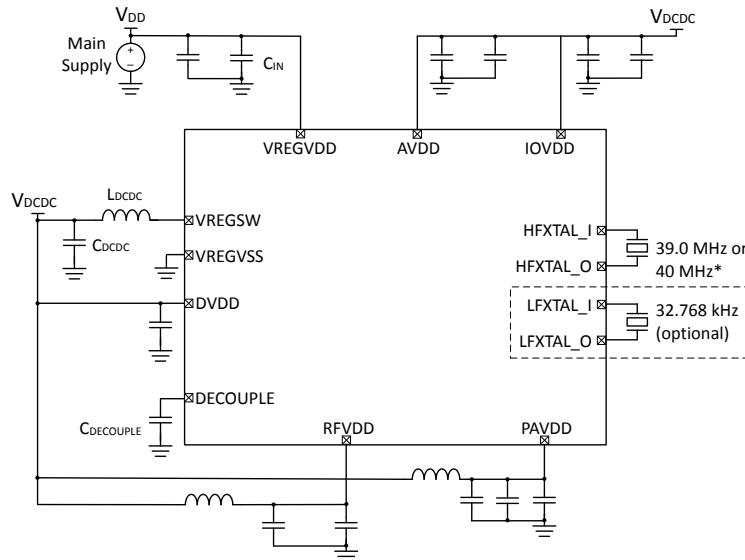 VDD
VDCDC
Main
Supply
+
–
CIN
VREGVDD
AVDD
IOVDD
VDCDC
LDCDC
VREGSW
CDCDC
VREGVSS
DVDD
DECOUPLE
CDECOUPLE
HFXTAL_I
HFXTAL_O
39.0 MHz or
40 MHz*
LFXTAL_I
LFXTAL_O
32.768 kHz
(optional)
RFVDD
PAVDD